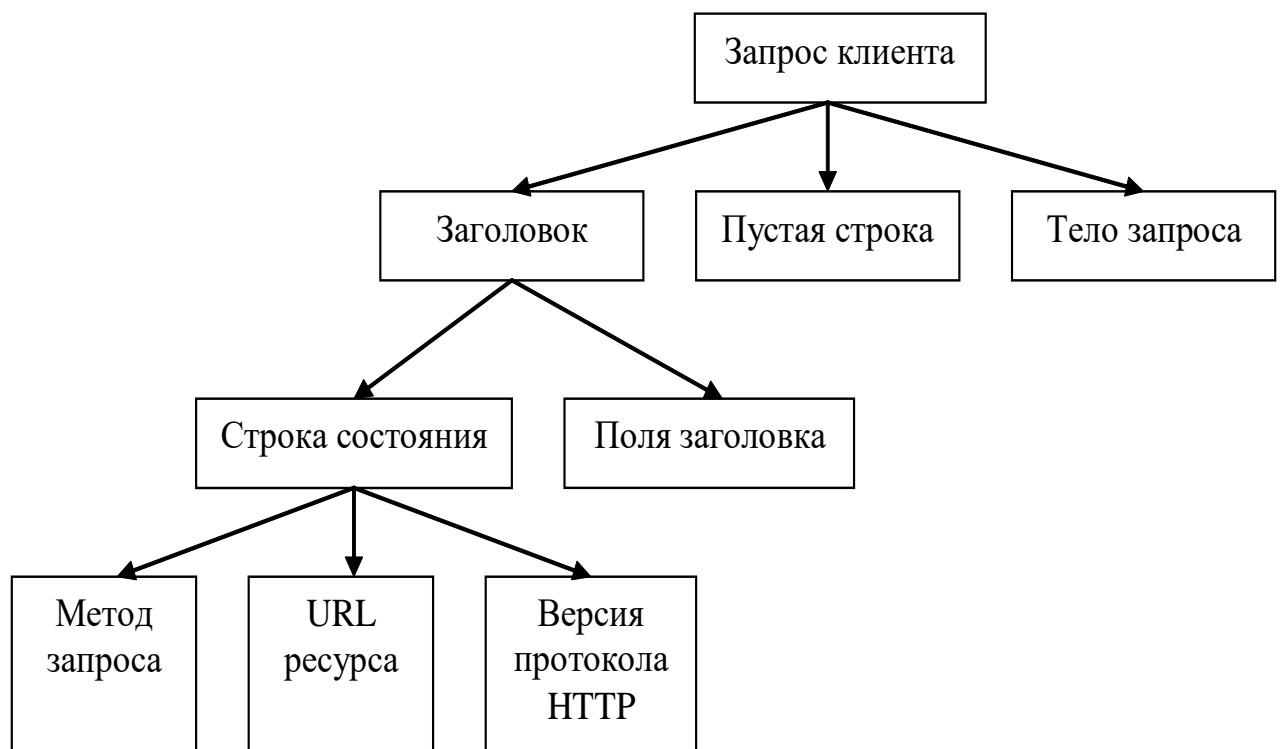 Запрос клиента
Заголовок
Пустая строка
Тело запроса
Строка состояния
Поля заголовка
Метод
запроса
URL
ресурса
Версия
протокола
HTTP